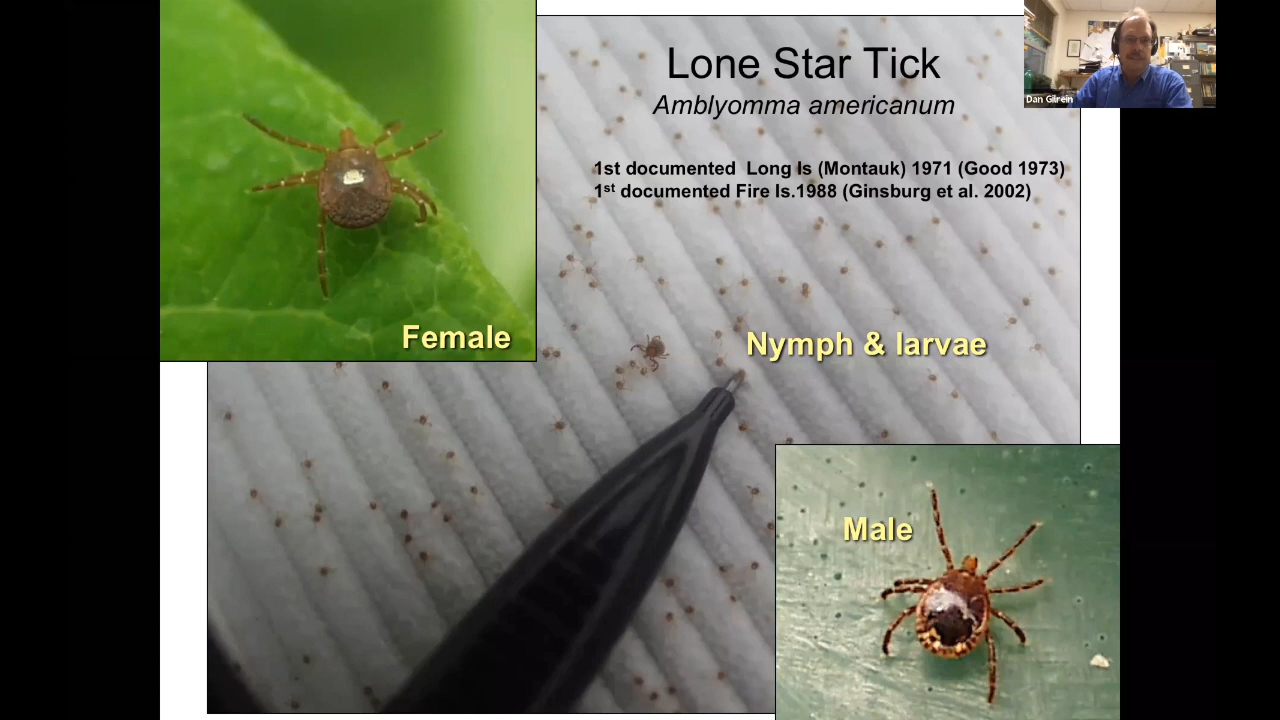 Lone Star Tick
Amblyomma americanum
Dan Gilrein
1st documented  Long Is (Montauk) 1971 (Good 1973)
1st documented Fire Is.1988 (Ginsburg et al. 2002)
Female
Nymph & larvae
Male